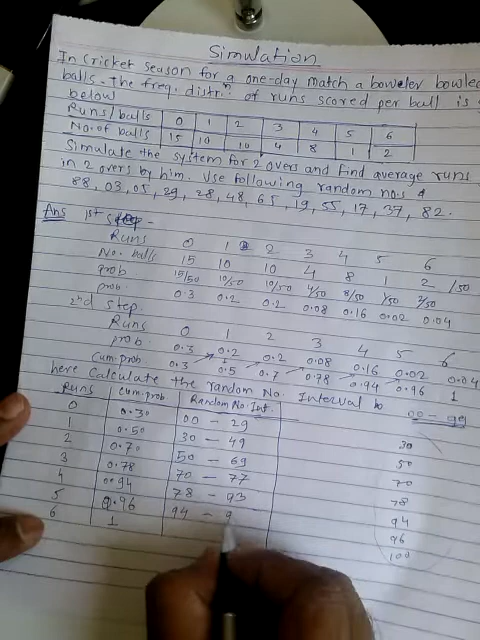 Simulation
In Cricket season for a one-day match a bowler bowled
balls. The freq. distrⁿ of runs scored per ball is
below
Runs/balls 0 1 2 3 4 5 6
No. of balls 15 10 10 4 8 1 2
Simulate the system for 2 overs and find average runs
in 2 overs by him. Use following random nos
88, 03, 05, 29, 28, 48, 65, 19, 55, 17, 37, 82.
Ans 1st step -
Runs 0 1 2 3 4 5 6
No. balls 15 10 10 4 8 1 2 /50
prob 15/50 10/50 10/50 4/50 8/50 1/50 2/50
prob. 0.3 0.2 0.2 0.08 0.16 0.02 0.04
2nd step.
Runs 0 1 2 3 4 5 6
prob 0.3 0.2 0.2 0.08 0.16 0.02 0.04
Cum.prob 0.3 0.5 0.7 0.78 0.94 0.96 1
here Calculate the random No. Interval 00 - 99
Runs Cum.prob Random No. Int.
0 0.30 00 - 29 30
1 0.50 30 - 49 50
2 0.70 50 - 69 70
3 0.78 70 - 77 78
4 0.94 78 - 93 94
5 0.96 94 - 9 96
6 1 100